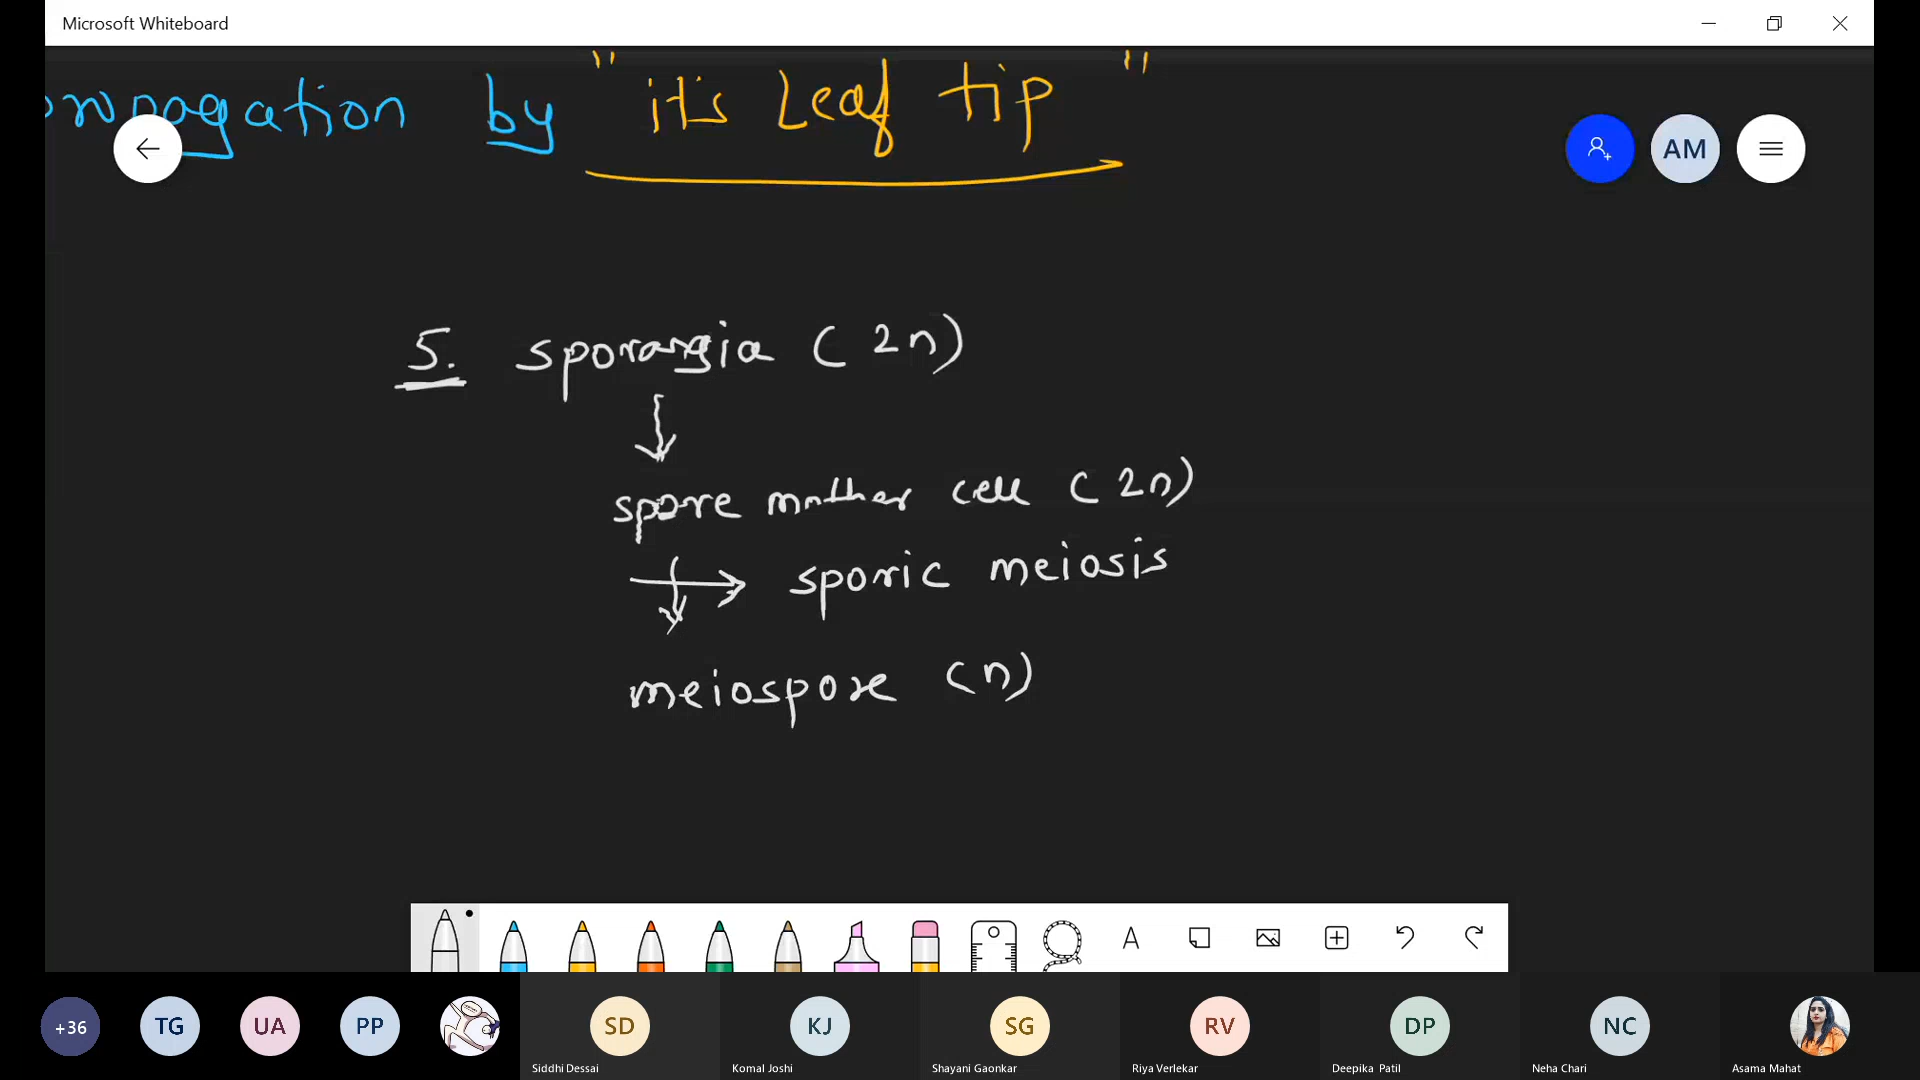 Microsoft Whiteboard
propagation by "it's Leaf tip"
AM
5. sporangia (2n)
spore mother cell (2n)
sporic meiosis
meiospore (n)
A
+36
TG
UA
PP
SD
KJ
SG
RV
DP
NC
Siddhi Dessai
Komal Joshi
Shayani Gaonkar
Riya Verlekar
Deepika Patil
Neha Chari
Asama Mahat